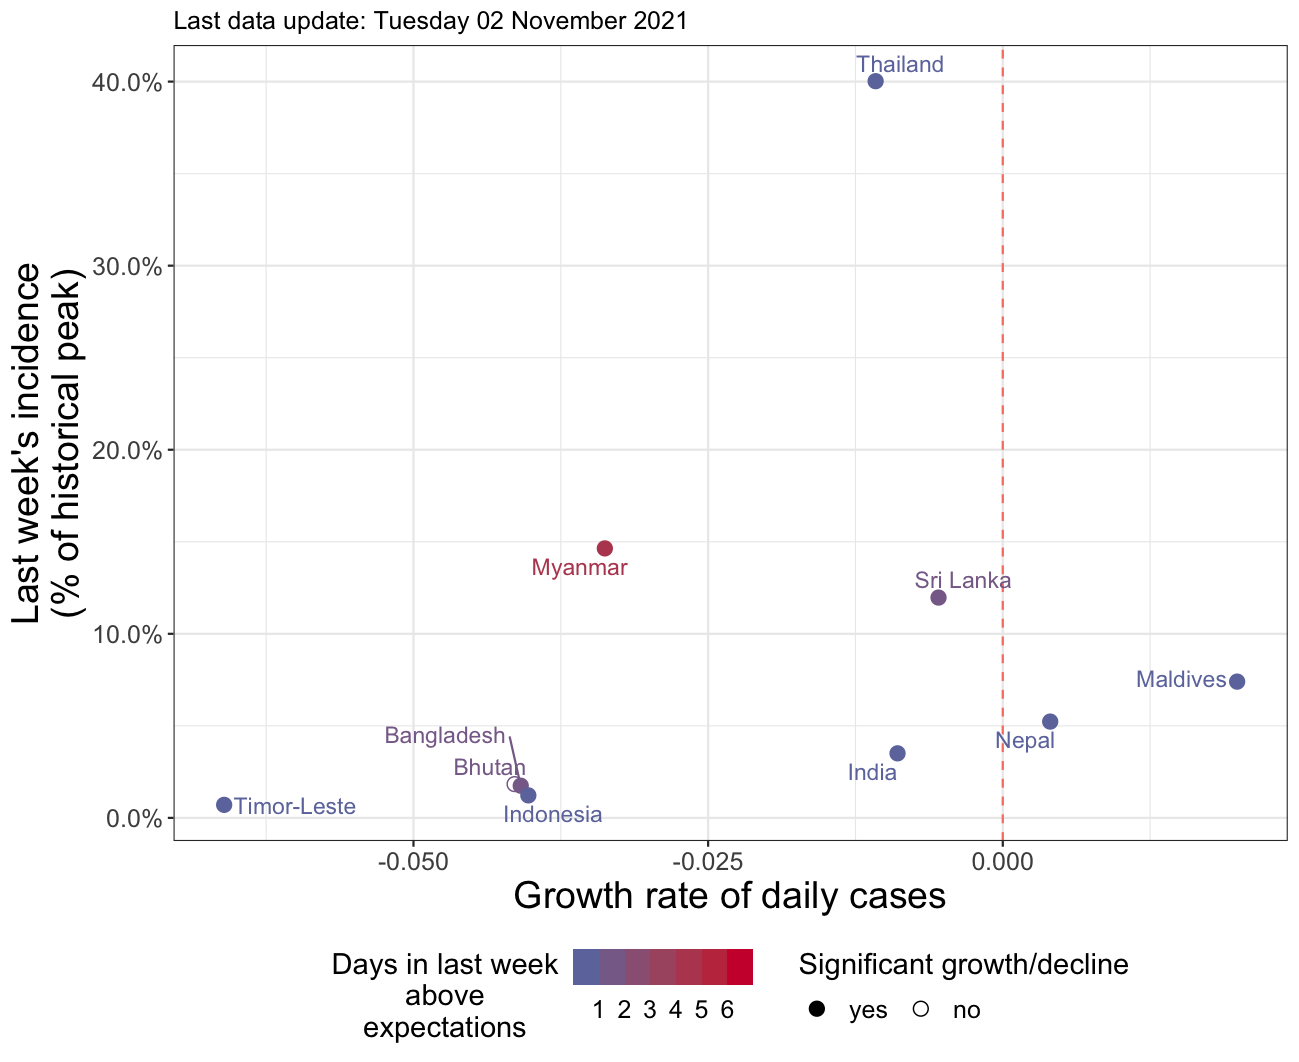 Last data update: Tuesday 02 November 2021
Last week's incidence
(% of historical peak)
40.0%
30.0%
20.0%
10.0%
0.0%
Thailand
Myanmar
Sri Lanka
Maldives
Nepal
India
Bangladesh
Bhutan
Indonesia
Timor-Leste
-0.050 -0.025 0.000
Growth rate of daily cases
Days in last week
above
expectations
1 2 3 4 5 6
Significant growth/decline
yes no